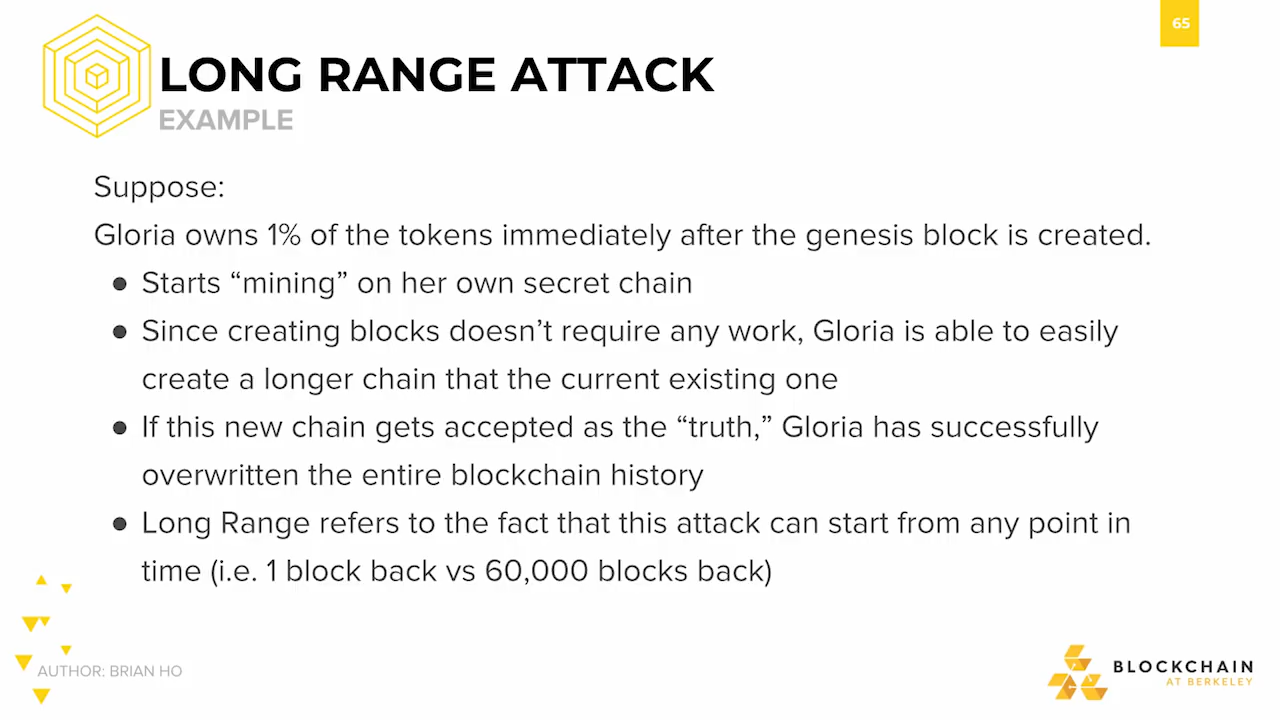 65
LONG RANGE ATTACK
EXAMPLE
Suppose:
Gloria owns 1% of the tokens immediately after the genesis block is created.
● Starts “mining” on her own secret chain
● Since creating blocks doesn’t require any work, Gloria is able to easily
create a longer chain that the current existing one
● If this new chain gets accepted as the “truth,” Gloria has successfully
overwritten the entire blockchain history
● Long Range refers to the fact that this attack can start from any point in
time (i.e. 1 block back vs 60,000 blocks back)
AUTHOR: BRIAN HO
BLOCKCHAIN
AT BERKELEY